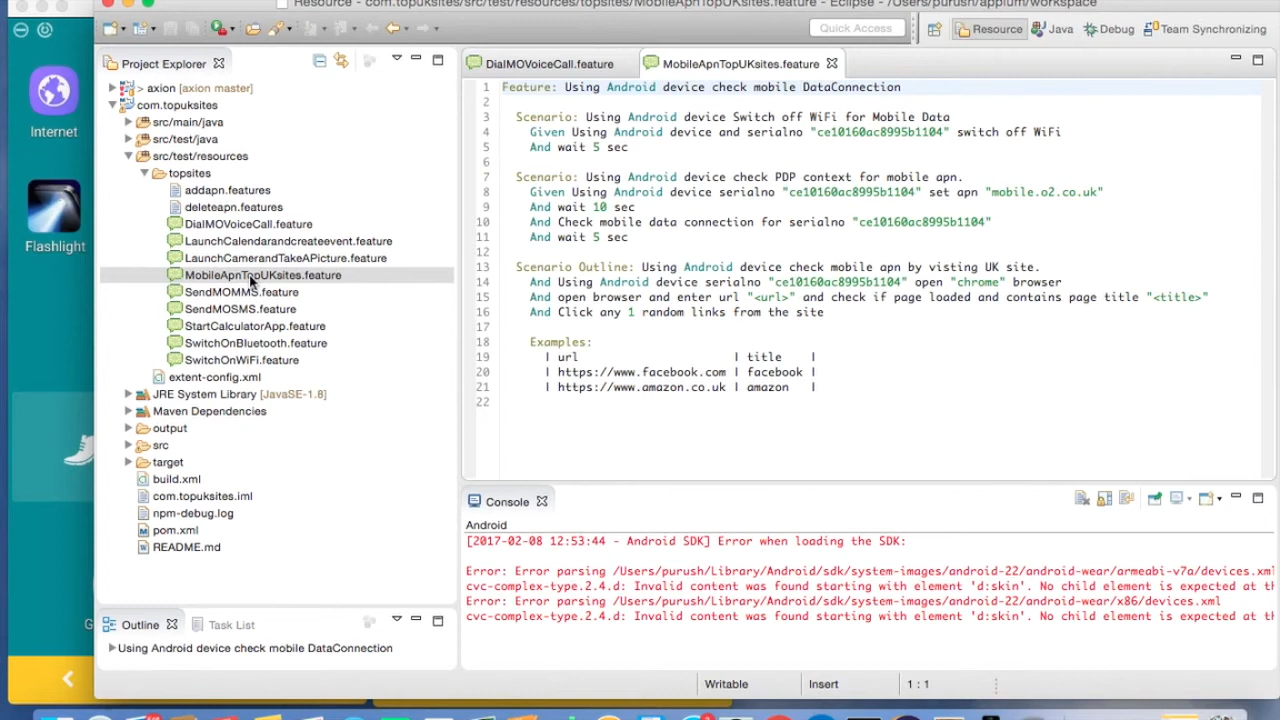 Resource - com.topuksites/src/test/resources/topsites/MobileApnTopUKsites.feature - Eclipse - /Users/purush/appium/workspace
Quick Access
Resource
Java
Debug
Team Synchronizing
Internet
Flashlight
Project Explorer
> axion [axion master]
com.topuksites
src/main/java
src/test/java
src/test/resources
topsites
addapn.features
deleteapn.features
DialMOVoiceCall.feature
LaunchCalendarandcreateevent.feature
LaunchCamerandTakeAPicture.feature
MobileApnTopUKsites.feature
SendMOMMS.feature
SendMOSMS.feature
StartCalculatorApp.feature
SwitchOnBluetooth.feature
SwitchOnWiFi.feature
extent-config.xml
JRE System Library [JavaSE-1.8]
Maven Dependencies
output
src
target
build.xml
com.topuksites.iml
npm-debug.log
pom.xml
README.md
Outline
Task List
Using Android device check mobile DataConnection
DialMOVoiceCall.feature
MobileApnTopUKsites.feature
1 Feature: Using Android device check mobile DataConnection
2
3 Scenario: Using Android device Switch off WiFi for Mobile Data
4 Given Using Android device and serialno "ce10160ac8995b1104" switch off WiFi
5 And wait 5 sec
6
7 Scenario: Using Android device check PDP context for mobile apn.
8 Given Using Android device serialno "ce10160ac8995b1104" set apn "mobile.o2.co.uk"
9 And wait 10 sec
10 And Check mobile data connection for serialno "ce10160ac8995b1104"
11 And wait 5 sec
12
13 Scenario Outline: Using Android device check mobile apn by visting UK site.
14 And Using Android device serialno "ce10160ac8995b1104" open "chrome" browser
15 And open browser and enter url "<url>" and check if page loaded and contains page title "<title>"
16 And Click any 1 random links from the site
17
18 Examples:
19 | url | title |
20 | https://www.facebook.com | facebook |
21 | https://www.amazon.co.uk | amazon |
22
Console
Android
[2017-02-08 12:53:44 - Android SDK] Error when loading the SDK:
Error: Error parsing /Users/purush/Library/Android/sdk/system-images/android-22/android-wear/armeabi-v7a/devices.xml
cvc-complex-type.2.4.d: Invalid content was found starting with element 'd:skin'. No child element is expected at th
Error: Error parsing /Users/purush/Library/Android/sdk/system-images/android-22/android-wear/x86/devices.xml
cvc-complex-type.2.4.d: Invalid content was found starting with element 'd:skin'. No child element is expected at th
Writable
Insert
1 : 1